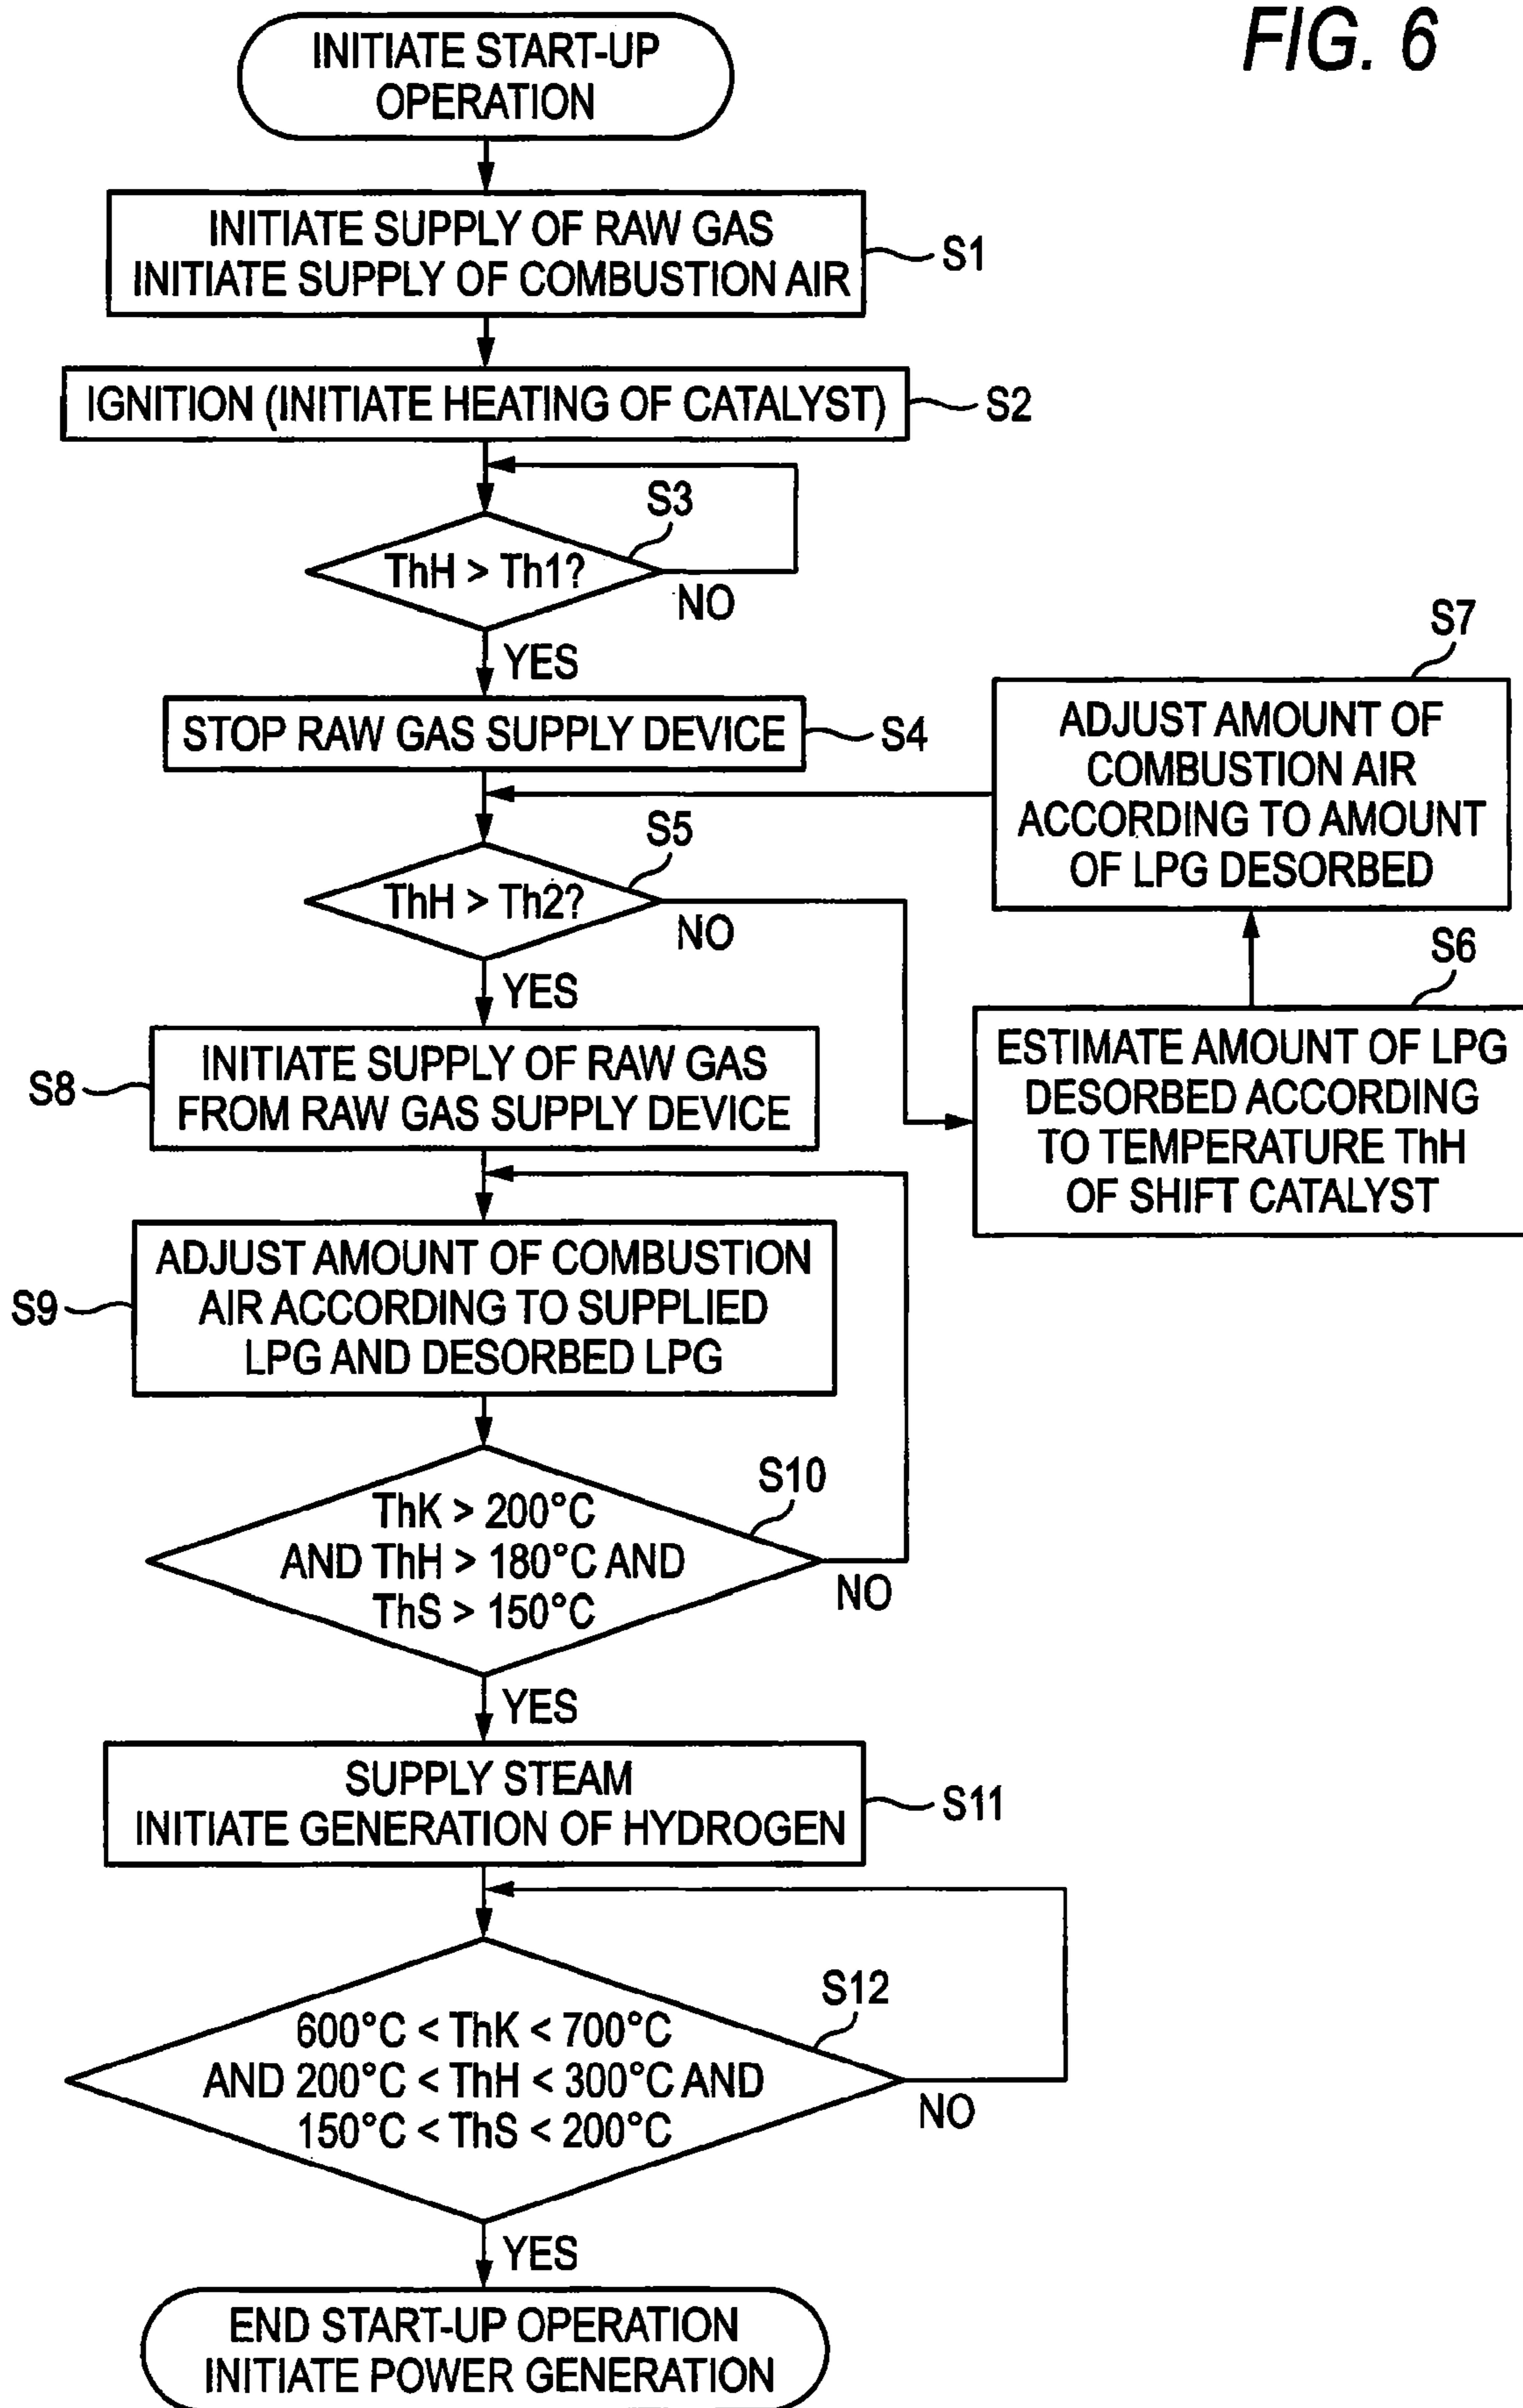 FIG. 6
INITIATE START-UP
OPERATION
INITIATE SUPPLY OF RAW GAS
INITIATE SUPPLY OF COMBUSTION AIR
S1
IGNITION (INITIATE HEATING OF CATALYST)
S2
S3
ThH > Th1?
NO
YES
STOP RAW GAS SUPPLY DEVICE
S4
S7
ADJUST AMOUNT OF
COMBUSTION AIR
ACCORDING TO AMOUNT
OF LPG DESORBED
S5
ThH > Th2?
NO
YES
S6
ESTIMATE AMOUNT OF LPG
DESORBED ACCORDING
TO TEMPERATURE ThH
OF SHIFT CATALYST
S8
INITIATE SUPPLY OF RAW GAS
FROM RAW GAS SUPPLY DEVICE
S9
ADJUST AMOUNT OF COMBUSTION
AIR ACCORDING TO SUPPLIED
LPG AND DESORBED LPG
S10
ThK > 200°C
AND ThH > 180°C AND
ThS > 150°C
NO
YES
SUPPLY STEAM
INITIATE GENERATION OF HYDROGEN
S11
S12
600°C < ThK < 700°C
AND 200°C < ThH < 300°C AND
150°C < ThS < 200°C
NO
YES
END START-UP OPERATION
INITIATE POWER GENERATION